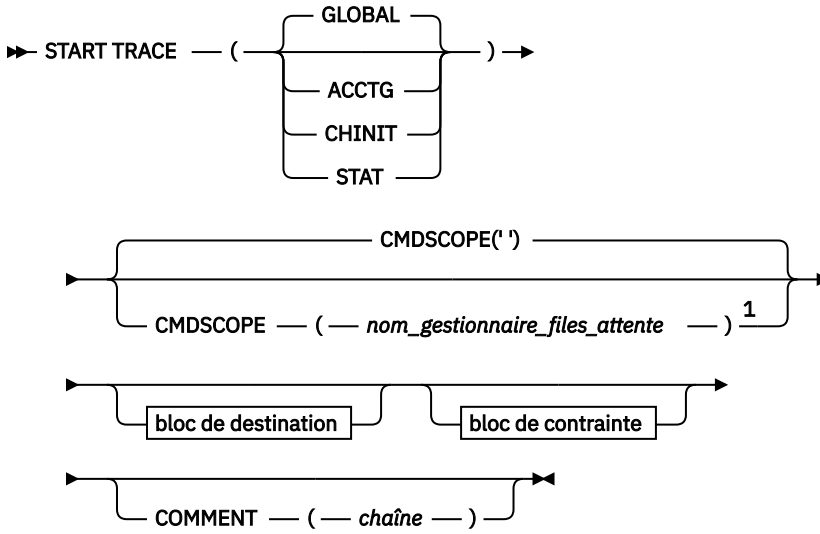 GLOBAL
START TRACE ( )
ACCTG
CHINIT
STAT
CMDSCOPE(' ')
CMDSCOPE ( nom_gestionnaire_files_attente ) 1
bloc de destination bloc de contrainte
COMMENT ( chaîne )